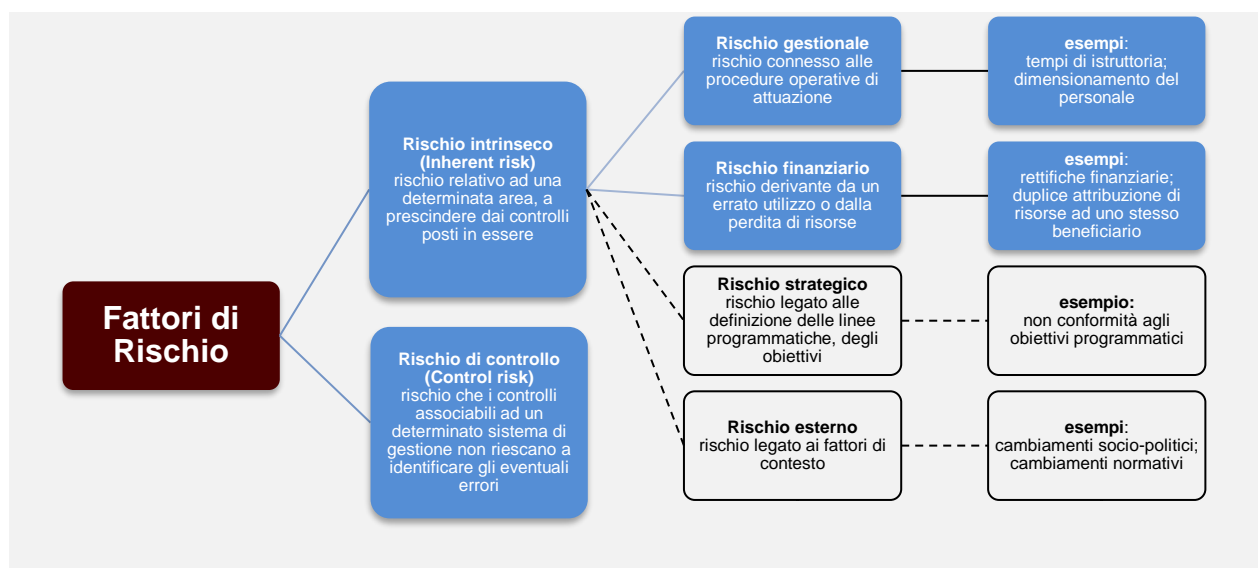 Fattori di
Rischio
Rischio intrinseco
(Inherent risk)
rischio relativo ad una
determinata area, a
prescindere dai controlli
posti in essere
Rischio di controllo
(Control risk)
rischio che i controlli
associabili ad un
determinato sistema di
gestione non riescano a
identificare gli eventuali
errori
Rischio gestionale
rischio connesso alle
procedure operative di
attuazione
esempi:
tempi di istruttoria;
dimensionamento del
personale
Rischio finanziario
rischio derivante da un
errato utilizzo o dalla
perdita di risorse
esempi:
rettifiche finanziarie;
duplice attribuzione di
risorse ad uno stesso
beneficiario
Rischio strategico
rischio legato alle
definizione delle linee
programmatiche, degli
obiettivi
esempio:
non conformità agli
obiettivi programmatici
Rischio esterno
rischio legato ai fattori di
contesto
esempi:
cambiamenti socio-politici;
cambiamenti normativi